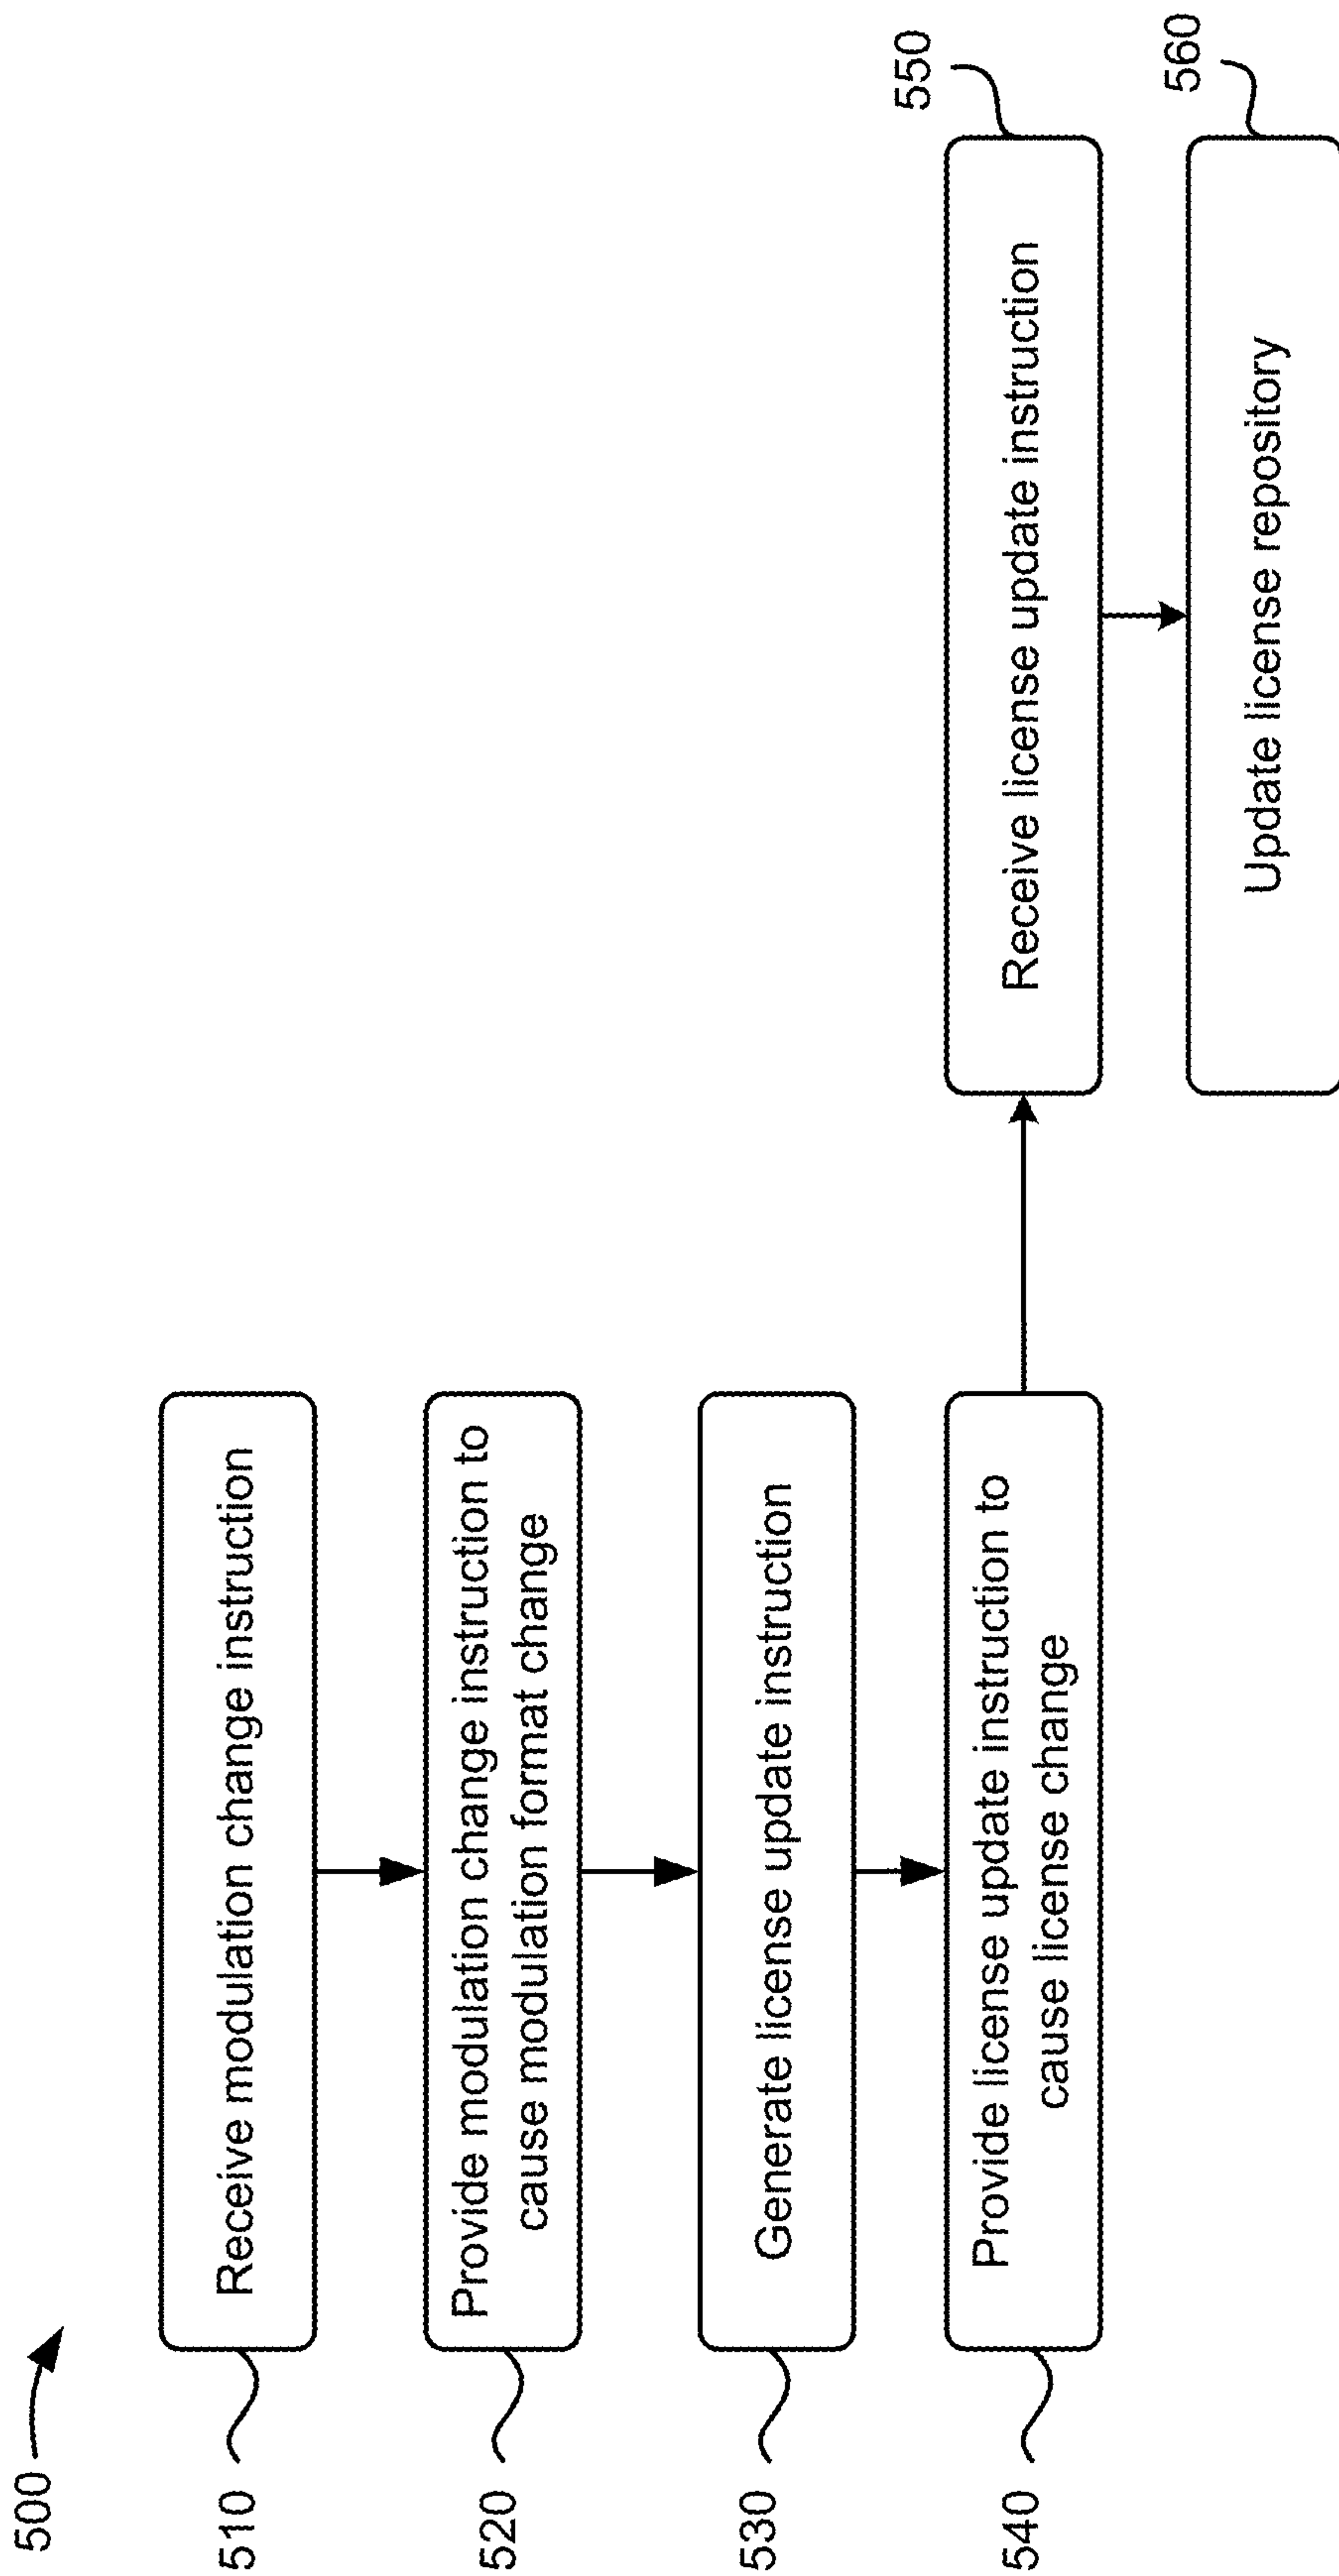 500
510
Receive modulation change instruction
520
Provide modulation change instruction to
cause modulation format change
530
Generate license update instruction
540
Provide license update instruction to
cause license change
550
Receive license update instruction
560
Update license repository